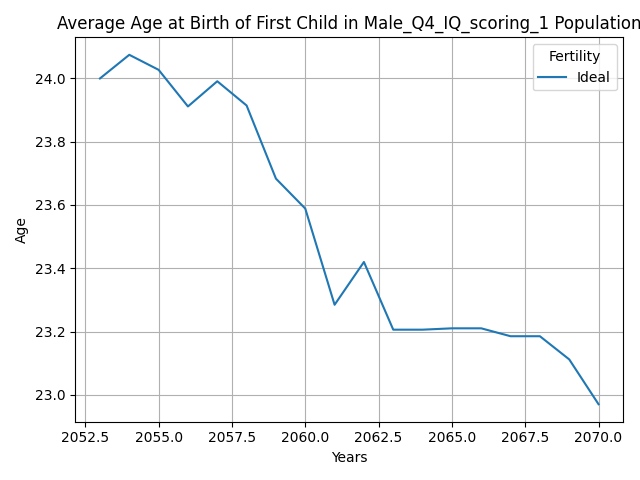 Average Age at Birth of First Child in Male_Q4_IQ_scoring_1 Population
Fertility
Ideal
24.0
23.8
23.6
23.4
23.2
23.0
Age
2052.5 2055.0 2057.5 2060.0 2062.5 2065.0 2067.5 2070.0
Years